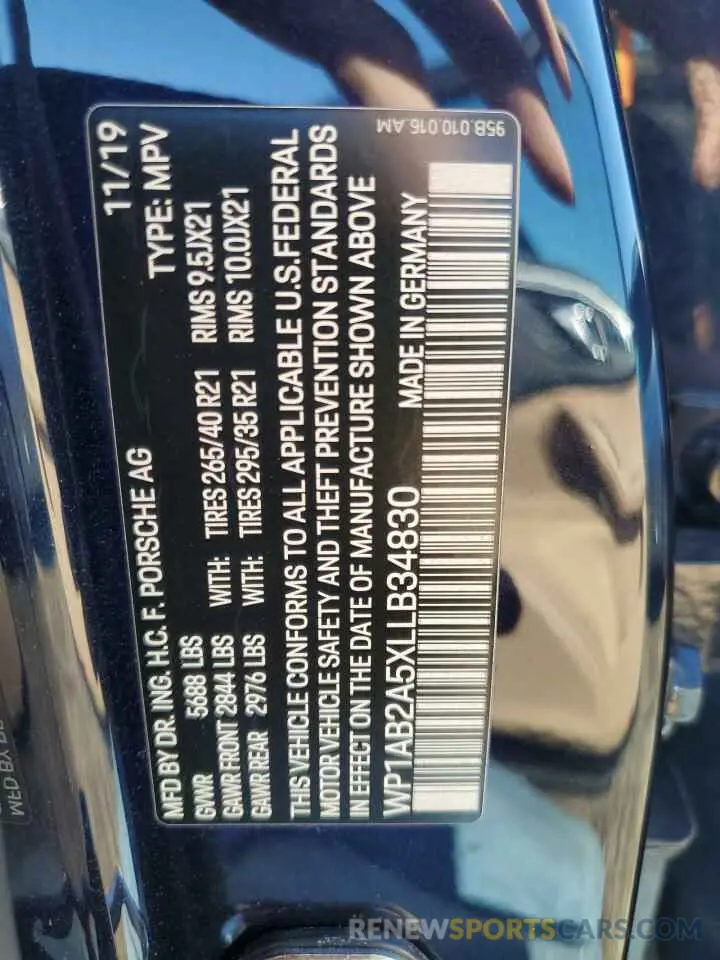 MFD BY DR. ING. H.C. F. PORSCHE AG 11/19
GVWR 5688 LBS TYPE: MPV
GAWR FRONT 2844 LBS WITH: TIRES 265/40 R21 RIMS 9.5JX21
GAWR REAR 2976 LBS WITH: TIRES 295/35 R21 RIMS 10.0JX21
THIS VEHICLE CONFORMS TO ALL APPLICABLE U.S.FEDERAL
MOTOR VEHICLE SAFETY AND THEFT PREVENTION STANDARDS
IN EFFECT ON THE DATE OF MANUFACTURE SHOWN ABOVE
WP1AB2A5XLLB34830 MADE IN GERMANY
95B.010.016 AM
MFD BY
RENEWSPORTSCARS.COM